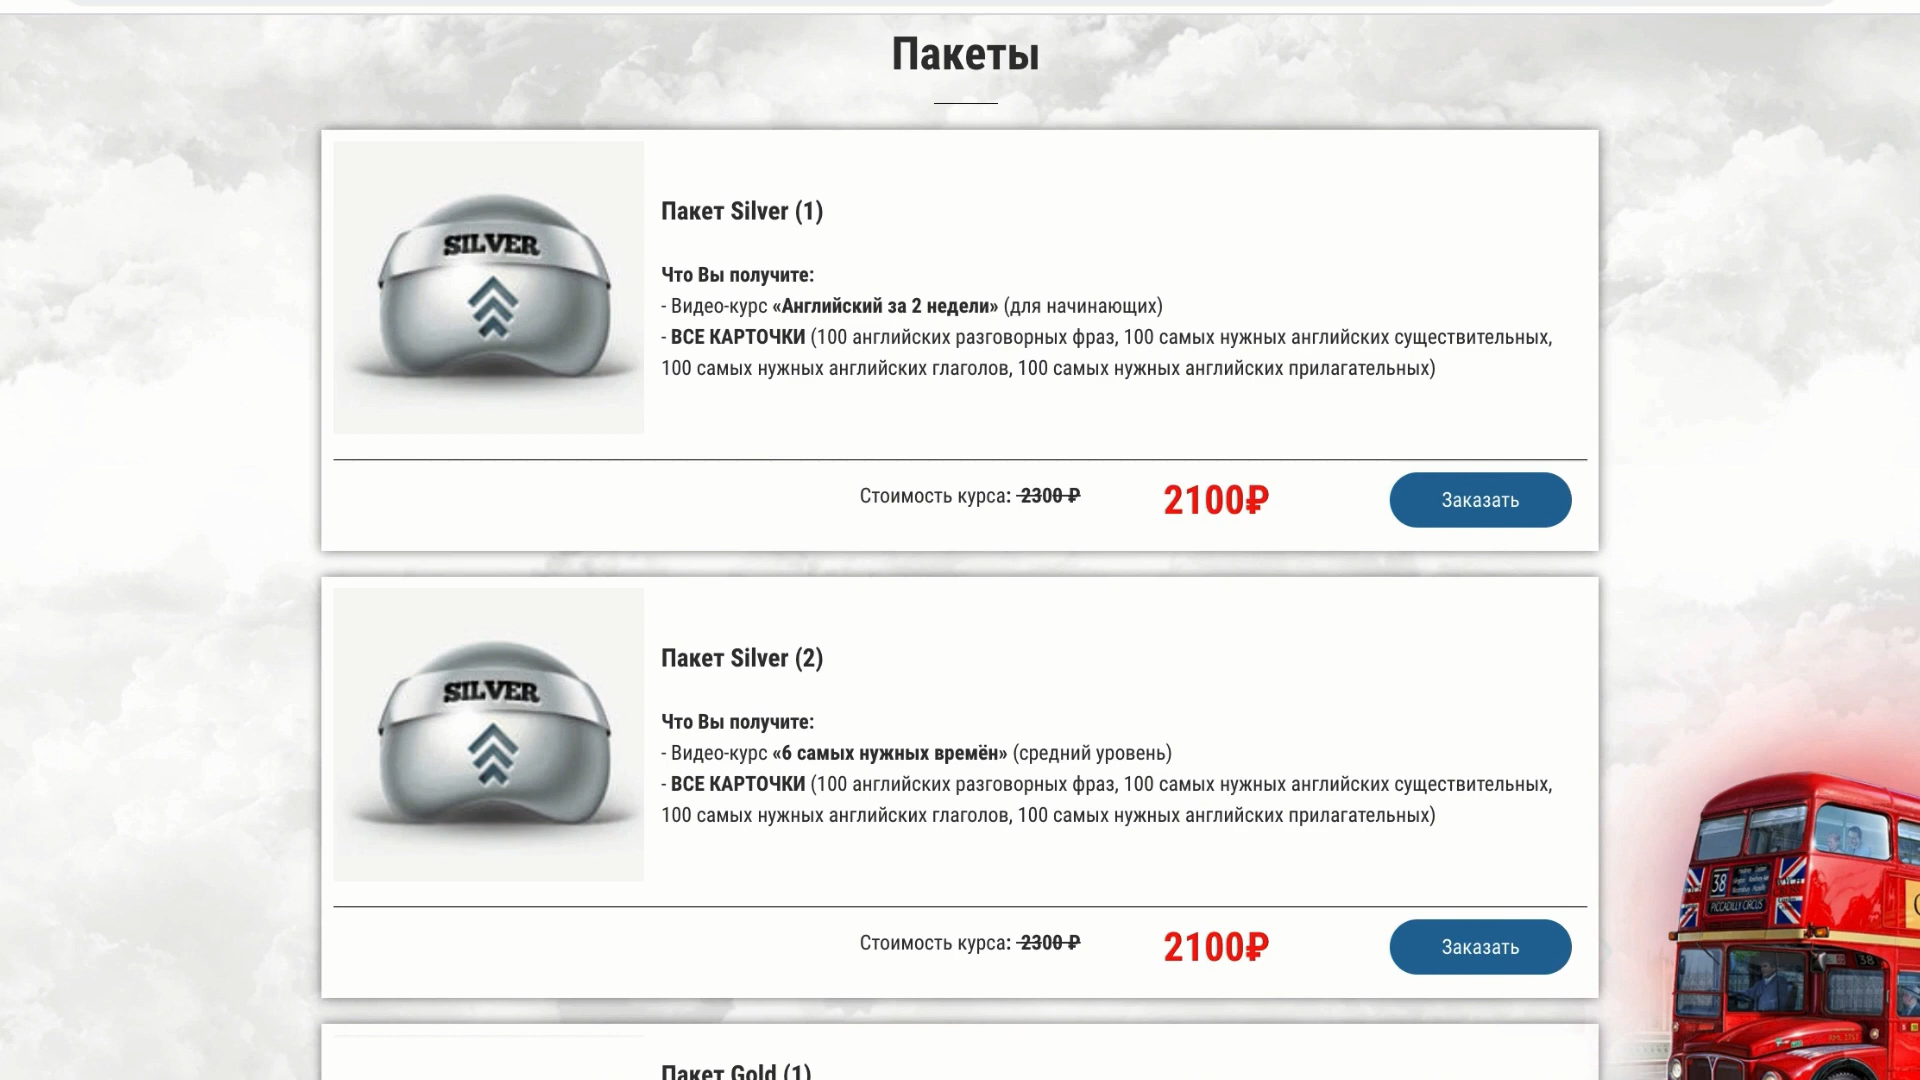 Пакеты
SILVER
Пакет Silver (1)
Что Вы получите:
- Видео-курс «Английский за 2 недели» (для начинающих)
- ВСЕ КАРТОЧКИ (100 английских разговорных фраз, 100 самых нужных английских существительных,
100 самых нужных английских глаголов, 100 самых нужных английских прилагательных)
Стоимость курса: 2300 ₽
2100₽
Заказать
SILVER
Пакет Silver (2)
Что Вы получите:
- Видео-курс «6 самых нужных времён» (средний уровень)
- ВСЕ КАРТОЧКИ (100 английских разговорных фраз, 100 самых нужных английских существительных,
100 самых нужных английских глаголов, 100 самых нужных английских прилагательных)
Стоимость курса: 2300 ₽
2100₽
Заказать
38
PICCADILLY CIRCUS
38
Пакет Gold (1)